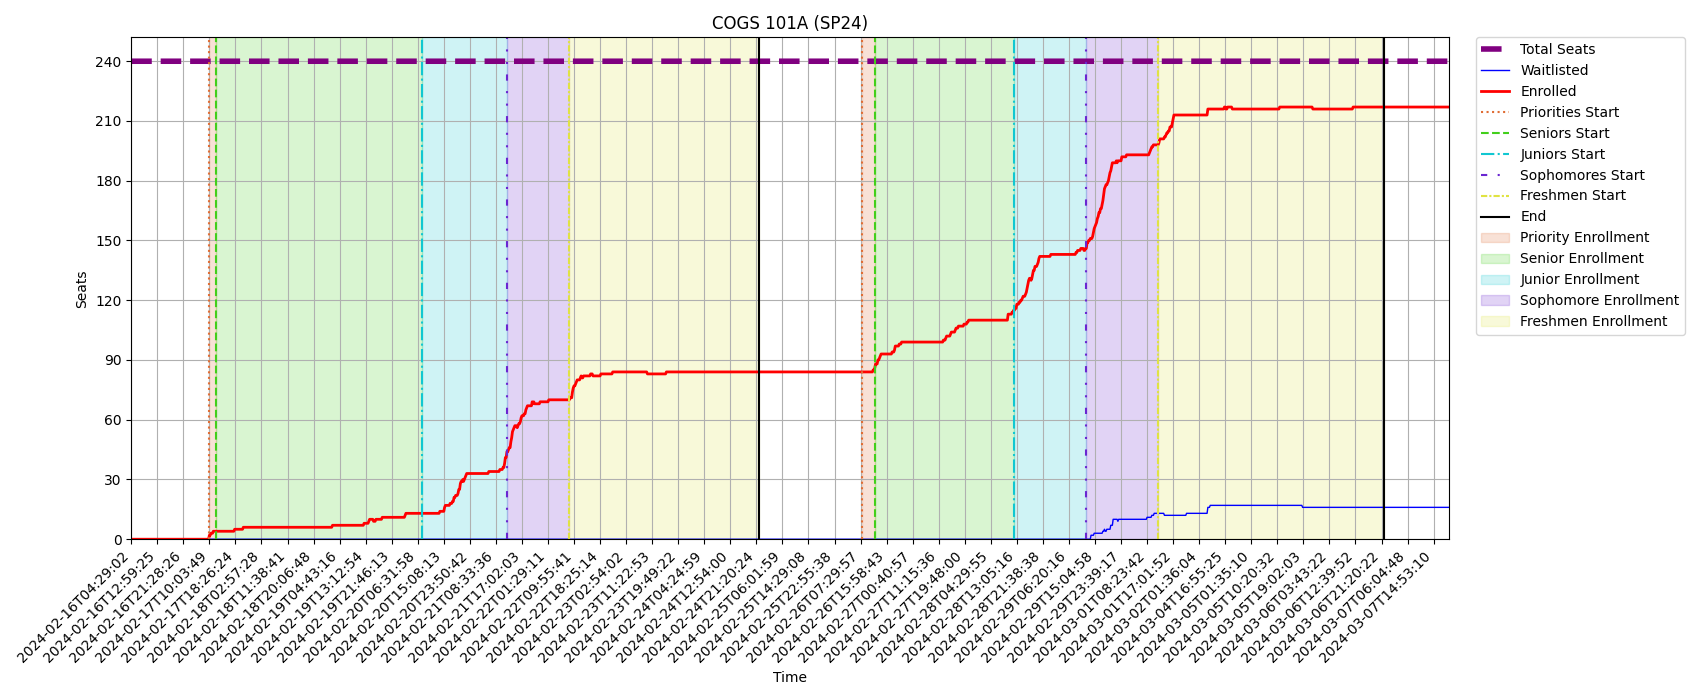 COGS 101A (SP24)
Total Seats
Waitlisted
Enrolled
Priorities Start
Seniors Start
Juniors Start
Sophomores Start
Freshmen Start
End
Priority Enrollment
Senior Enrollment
Junior Enrollment
Sophomore Enrollment
Freshmen Enrollment
Seats
240
210
180
150
120
90
60
30
0
2024-02-16T04:29:02
2024-02-16T12:59:25
2024-02-16T21:28:26
2024-02-17T10:03:49
2024-02-17T18:26:24
2024-02-18T02:57:28
2024-02-18T11:38:41
2024-02-18T20:06:48
2024-02-19T04:43:16
2024-02-19T13:12:54
2024-02-19T21:46:13
2024-02-20T06:31:58
2024-02-20T15:08:13
2024-02-20T23:50:42
2024-02-21T08:33:36
2024-02-21T17:02:03
2024-02-22T01:29:11
2024-02-22T09:55:41
2024-02-22T18:25:14
2024-02-23T02:54:02
2024-02-23T11:22:53
2024-02-23T19:49:22
2024-02-24T04:24:59
2024-02-24T12:54:00
2024-02-24T21:20:24
2024-02-25T06:01:59
2024-02-25T14:29:08
2024-02-25T22:55:38
2024-02-26T07:29:57
2024-02-26T15:58:43
2024-02-27T00:40:57
2024-02-27T11:15:36
2024-02-27T19:48:00
2024-02-28T04:29:55
2024-02-28T13:05:16
2024-02-28T21:38:38
2024-02-29T06:20:16
2024-02-29T15:04:58
2024-02-29T23:39:17
2024-03-01T08:23:42
2024-03-01T17:01:52
2024-03-02T01:36:04
2024-03-04T16:55:25
2024-03-05T01:35:10
2024-03-05T10:20:32
2024-03-05T19:02:03
2024-03-06T03:43:22
2024-03-06T12:39:52
2024-03-06T21:20:22
2024-03-07T06:04:48
2024-03-07T14:53:10
Time